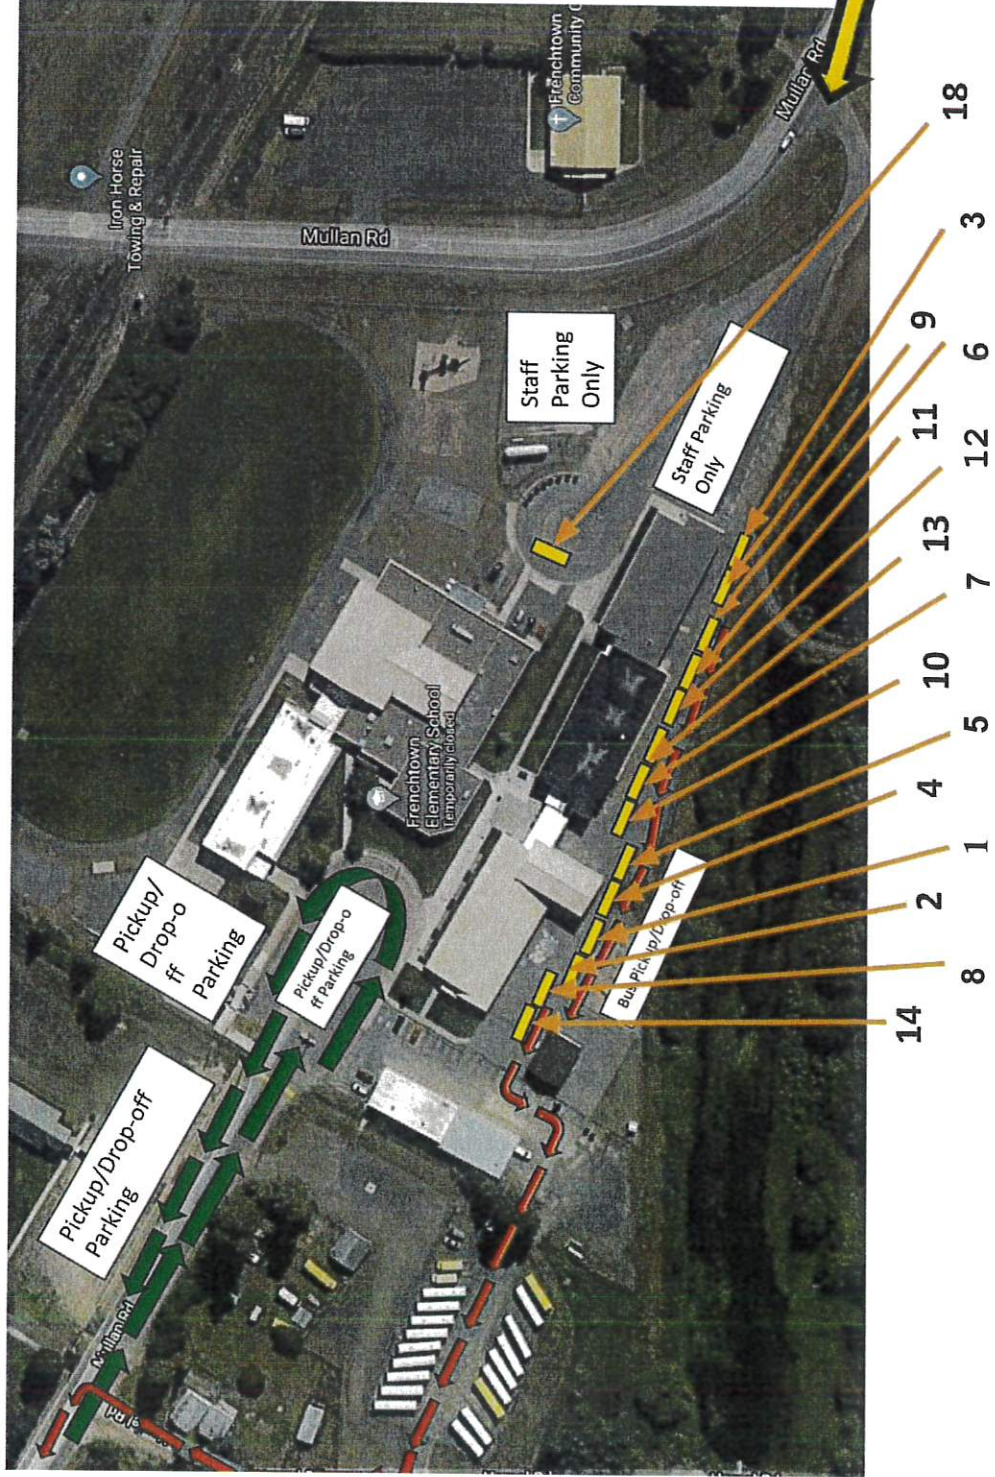 Iron Horse
Towing & Repair
Mullan Rd
Frenchtown
Community C
Mullan Rd
18
3
9
6
11
12
13
7
10
5
4
1
2
8
14
Staff
Parking
Only
Staff Parking
Only
Frenchtown
Elementary School
Temporarily closed
Pickup/
Drop-o
ff
Parking
Pickup/Drop-o
ff Parking
Pickup/Drop-off
Parking
Bus Pickup/Drop-off
Mullan Rd